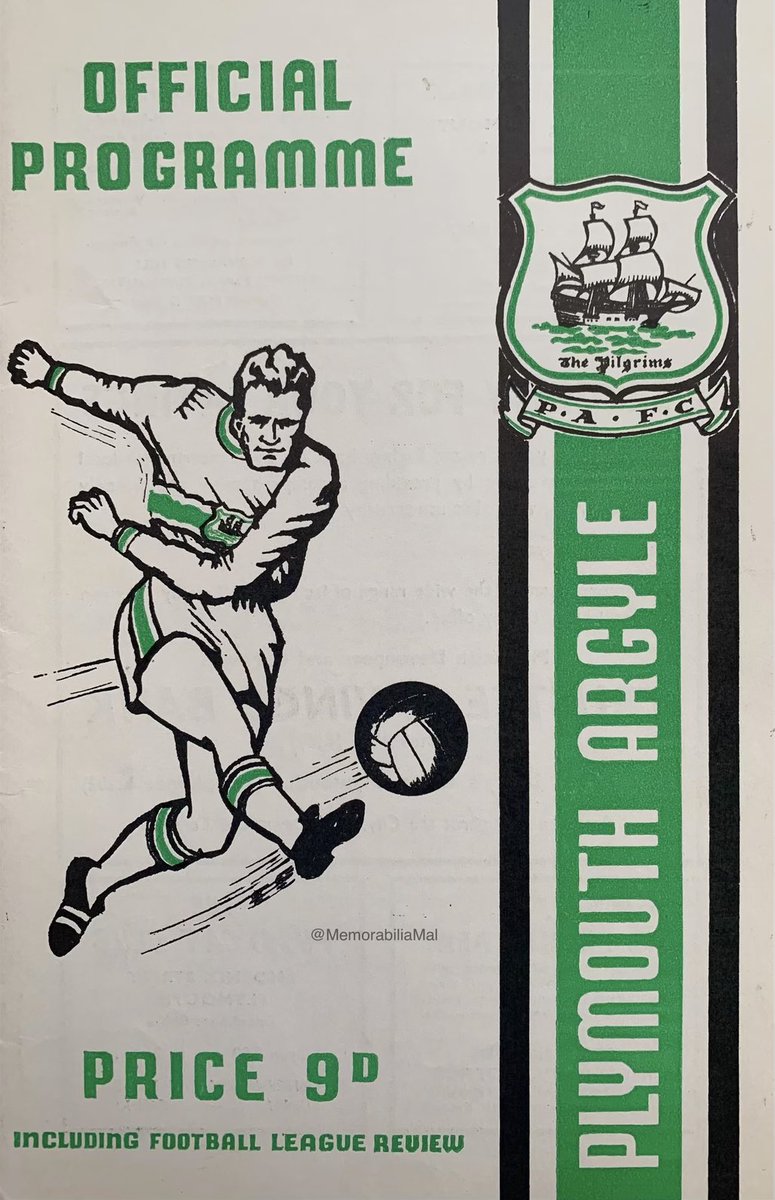 OFFICIAL
PROGRAMME
The Pilgrims
P.A.F.C
PLYMOUTH ARGYLE
@MemorabiliaMal
PRICE 9D
INCLUDING FOOTBALL LEAGUE REVIEW